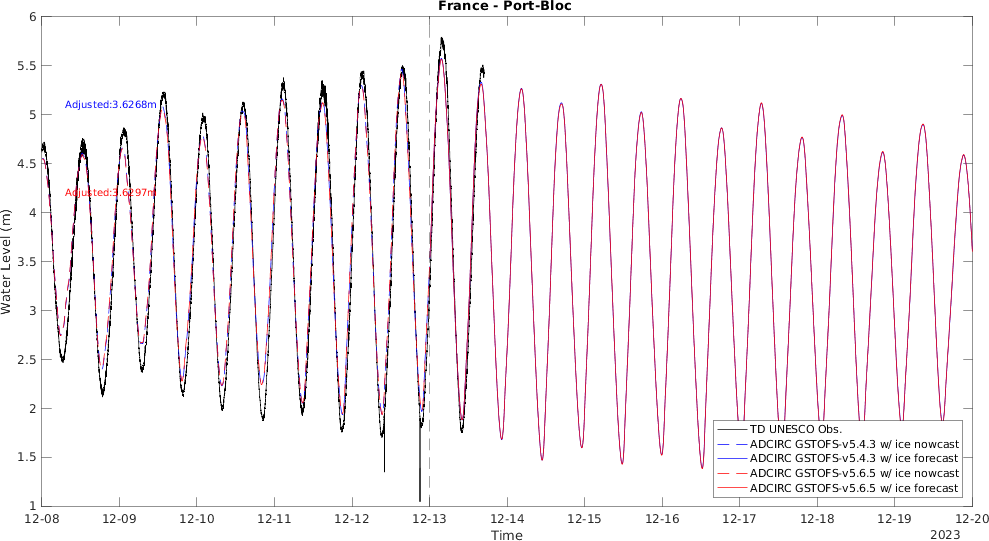 France - Port-Bloc
6
5.5
5
4.5
4
3.5
3
2.5
2
1.5
1
Water Level (m)
Adjusted:3.6268m
Adjusted:3.6297m
TD UNESCO Obs.
ADCIRC GSTOFS-v5.4.3 w/ ice nowcast
ADCIRC GSTOFS-v5.4.3 w/ ice forecast
ADCIRC GSTOFS-v5.6.5 w/ ice nowcast
ADCIRC GSTOFS-v5.6.5 w/ ice forecast
12-08 12-09 12-10 12-11 12-12 12-13 12-14 12-15 12-16 12-17 12-18 12-19 12-20
Time
2023